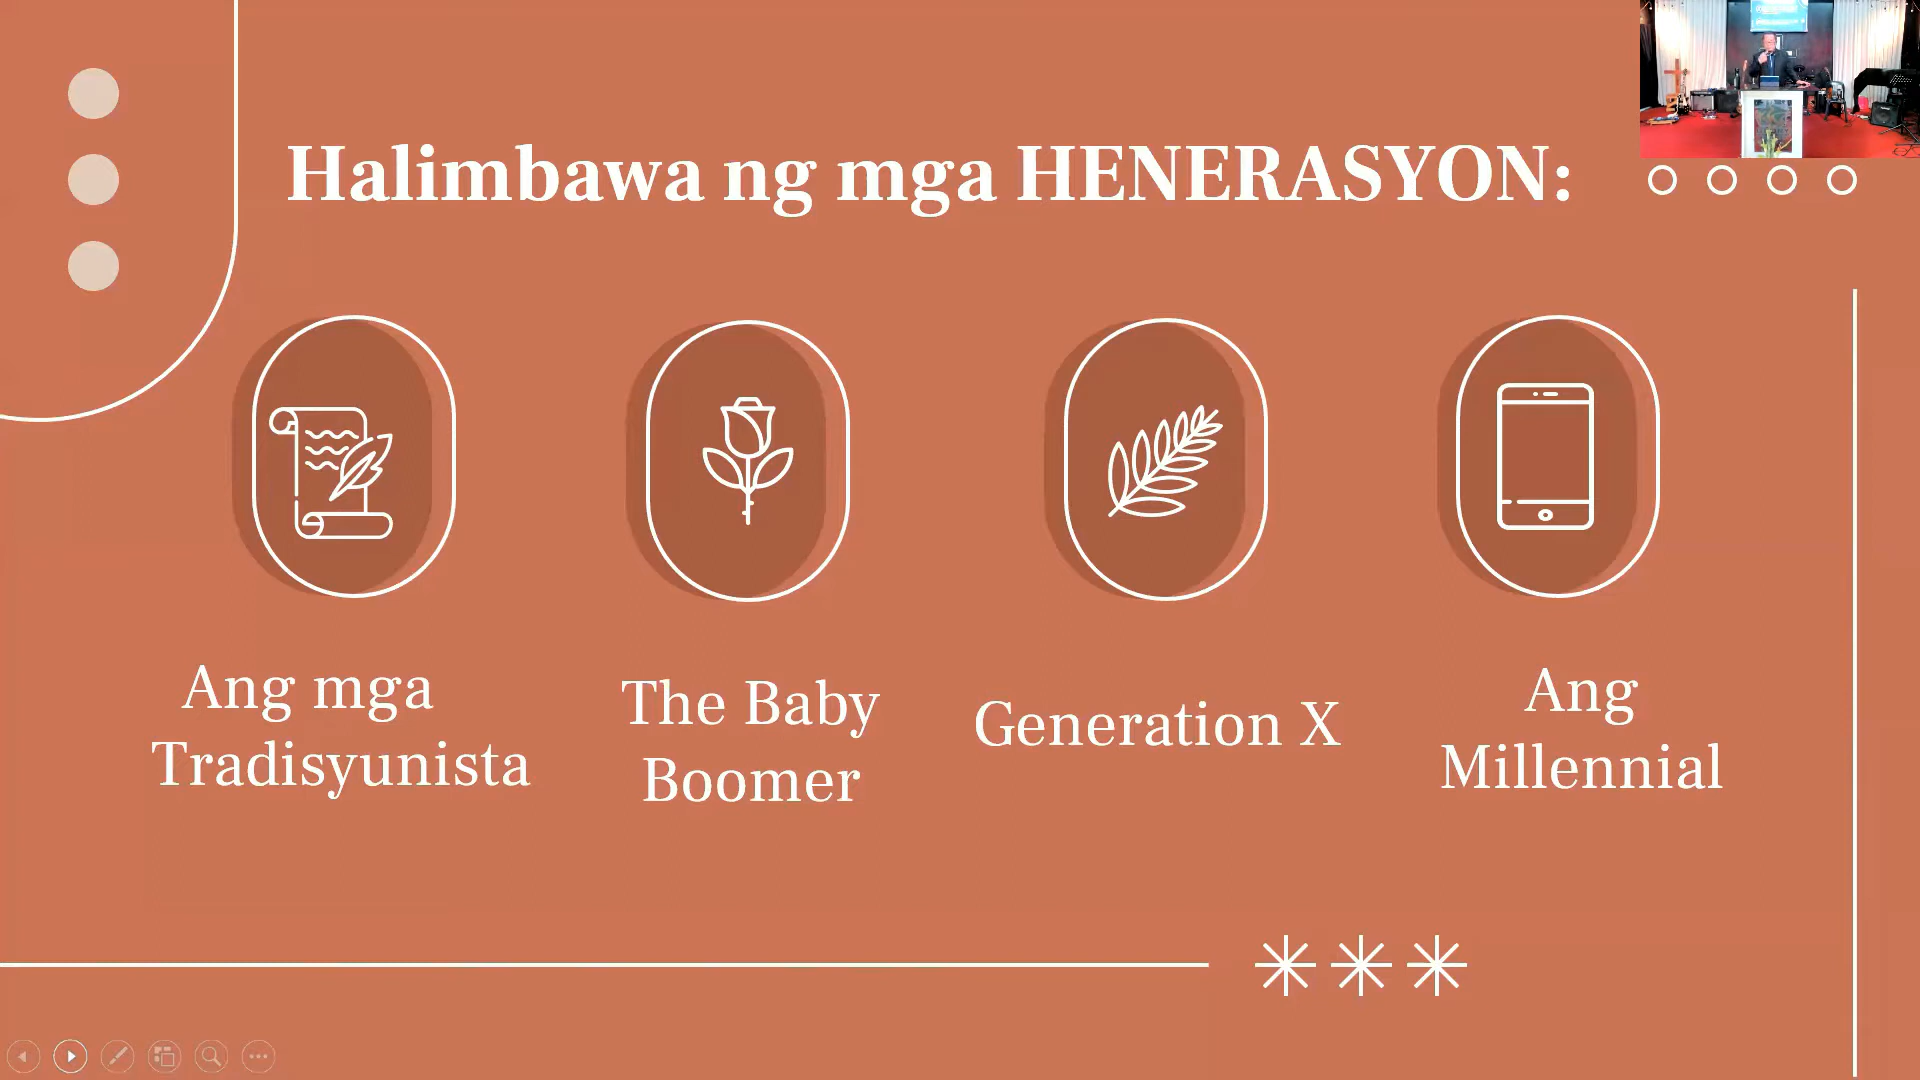 Halimbawa ng mga HENERASYON:
Ang mga
Tradisyunista
The Baby
Boomer
Generation X
Ang
Millennial